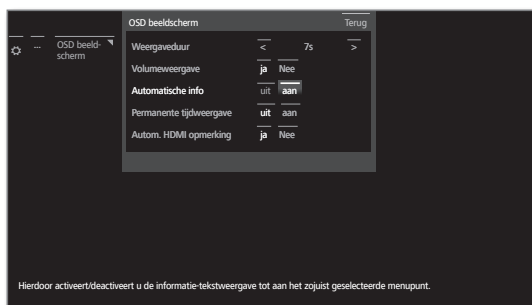 OSD beeldscherm Terug
... OSD beeld-
scherm
Weergaveduur < 7s >
Volumeweergave ja Nee
Automatische info uit aan
Permanente tijdweergave uit aan
Autom. HDMI opmerking ja Nee
Hierdoor activeert/deactiveert u de informatie-tekstweergave tot aan het zojuist geselecteerde menupunt.